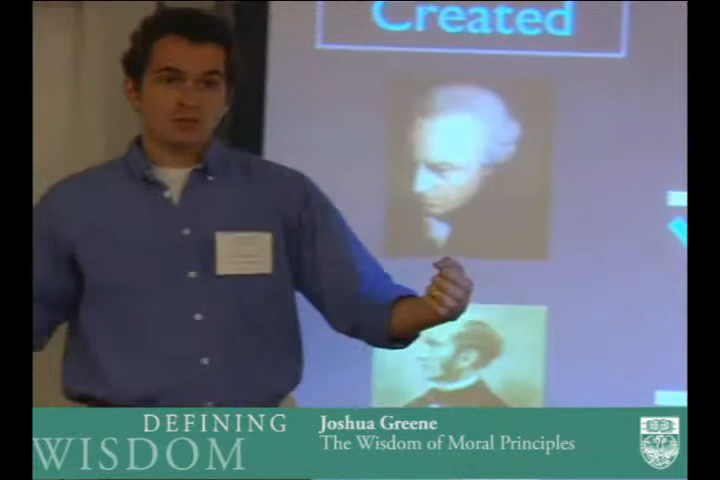 Created
DEFINING
WISDOM
Joshua Greene
The Wisdom of Moral Principles